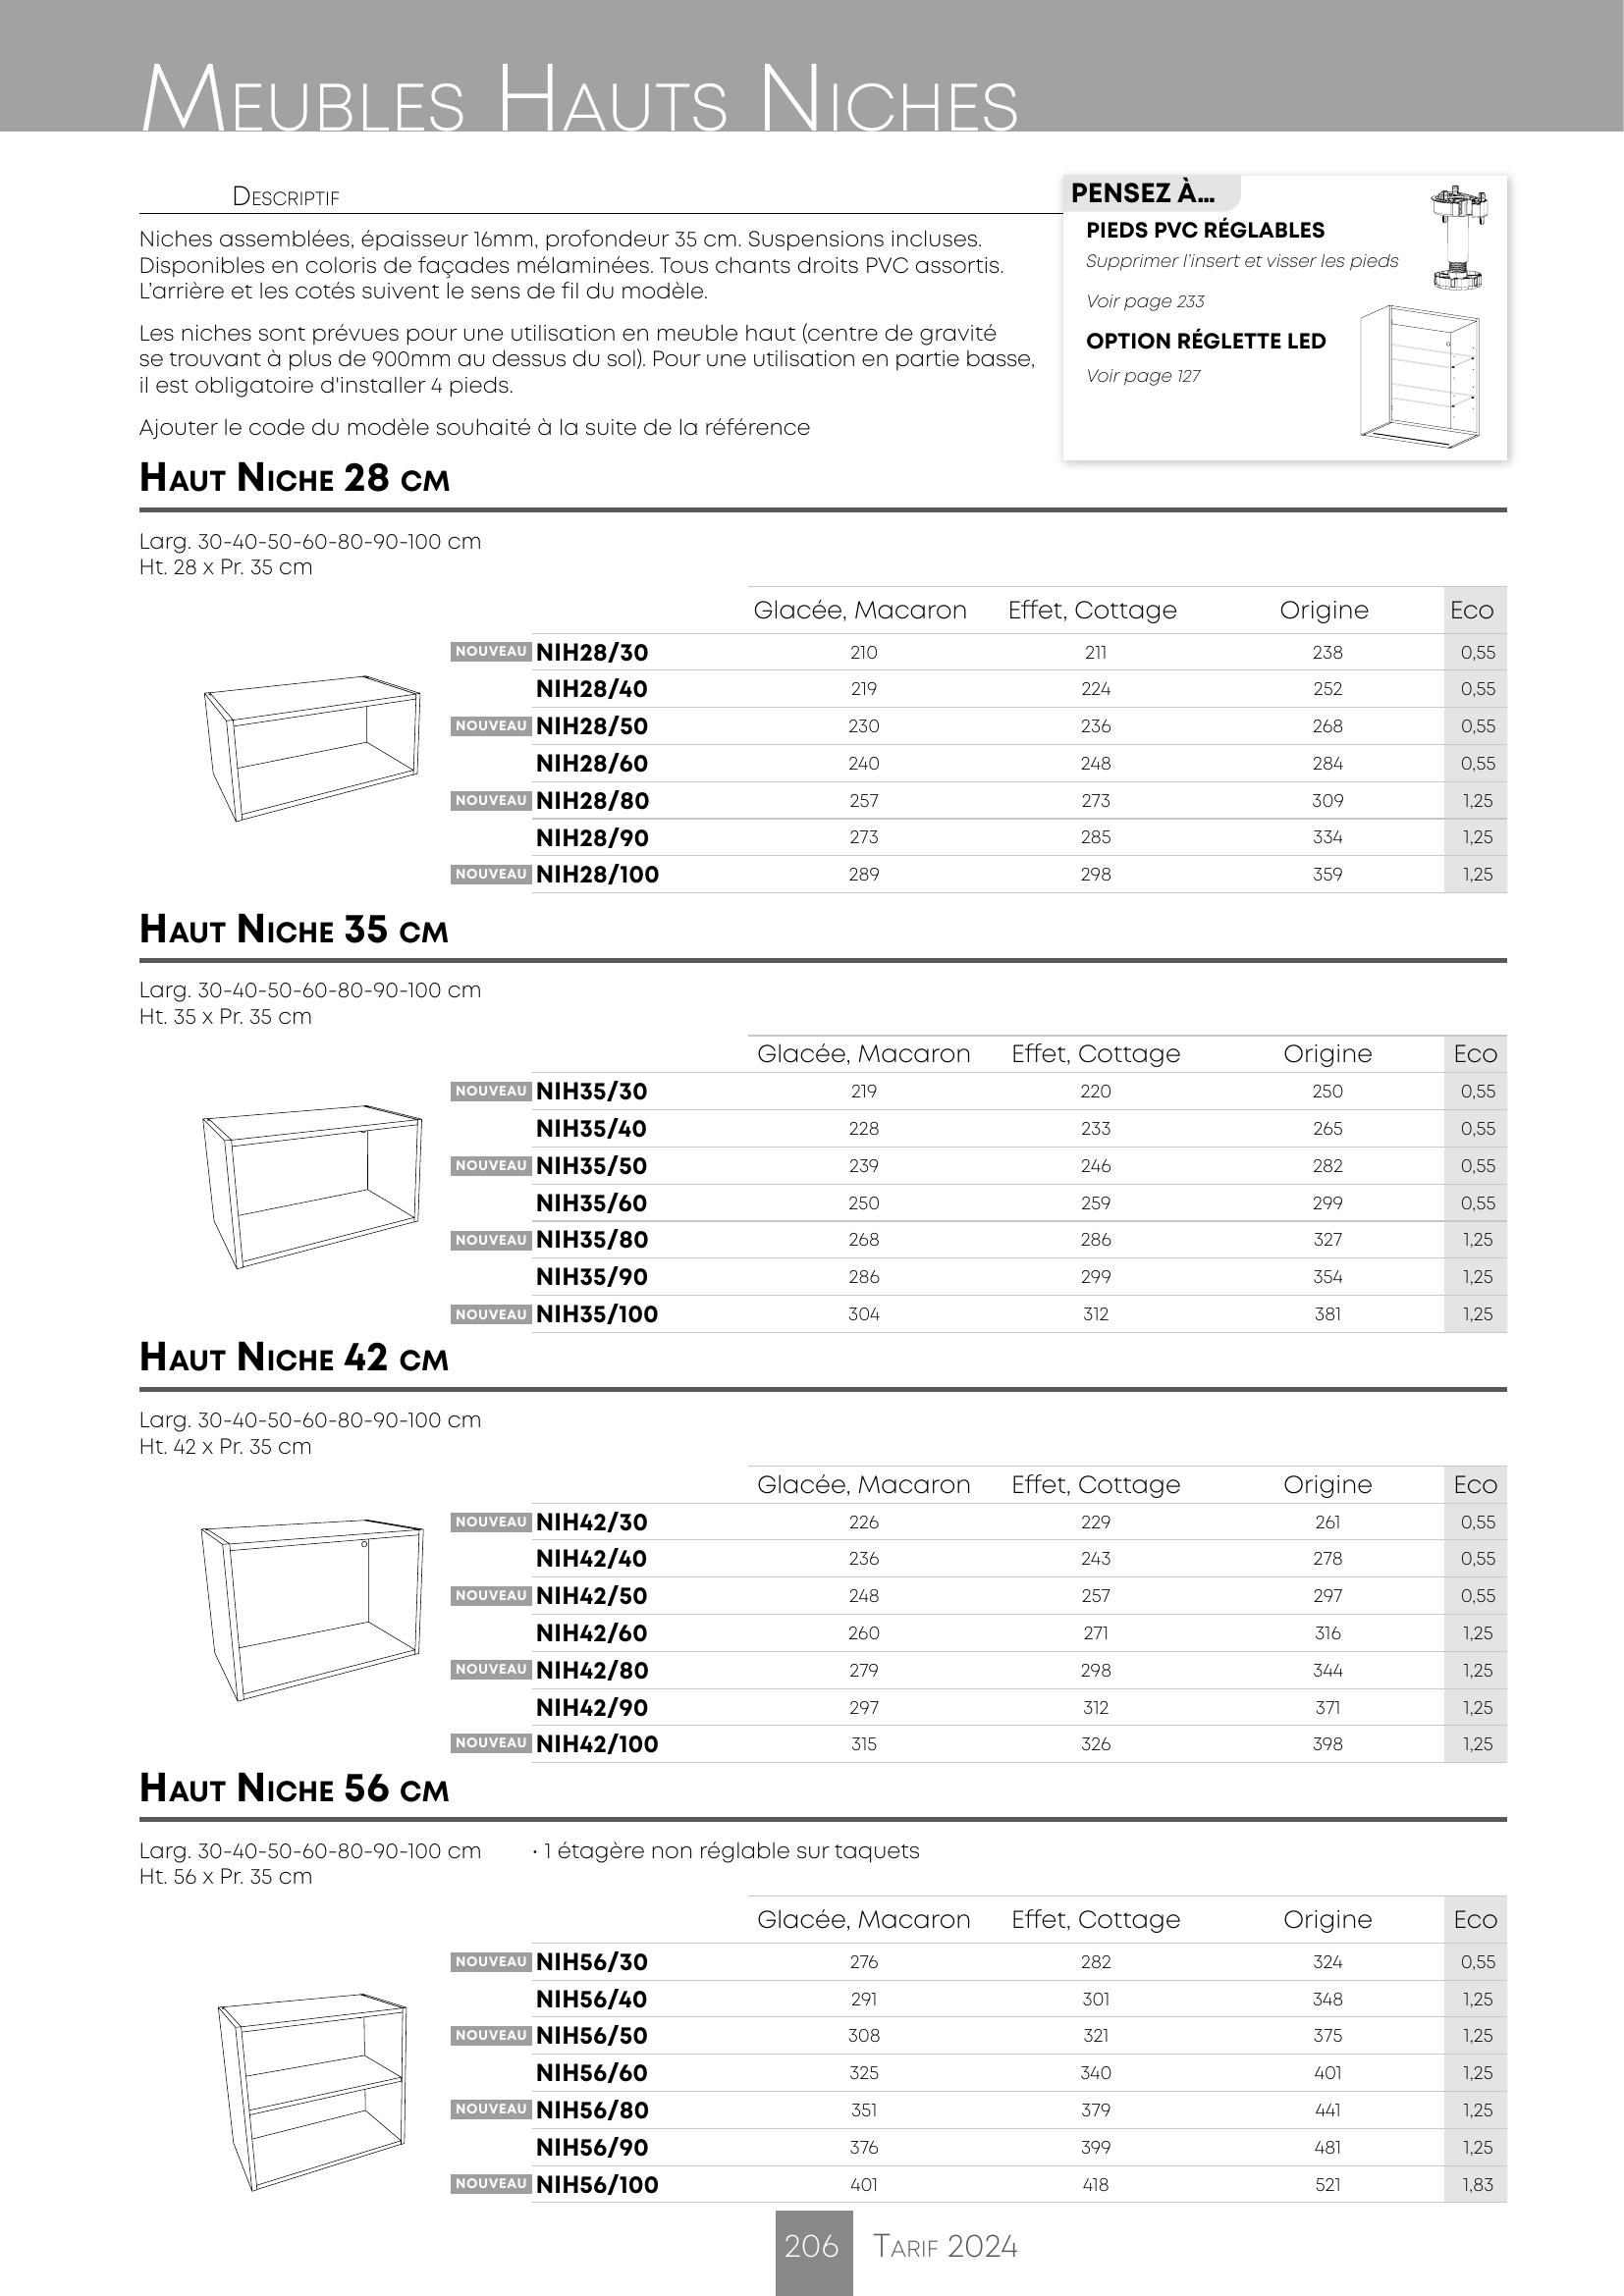 Meubles Hauts Niches
Descriptif
Niches assemblées, épaisseur 16mm, profondeur 35 cm. Suspensions incluses.
Disponibles en coloris de façades mélaminées. Tous chants droits PVC assortis.
L'arrière et les cotés suivent le sens de fil du modèle.
Les niches sont prévues pour une utilisation en meuble haut (centre de gravité
se trouvant à plus de 900mm au dessus du sol). Pour une utilisation en partie basse,
il est obligatoire d'installer 4 pieds.
Ajouter le code du modèle souhaité à la suite de la référence
PENSEZ À...
PIEDS PVC RÉGLABLES
Supprimer l'insert et visser les pieds
Voir page 233
OPTION RÉGLETTE LED
Voir page 127
Haut Niche 28 cm
Larg. 30-40-50-60-80-90-100 cm
Ht. 28 x Pr. 35 cm
Glacée, Macaron Effet, Cottage Origine Eco
NOUVEAU NIH28/30 210 211 238 0,55
NIH28/40 219 224 252 0,55
NOUVEAU NIH28/50 230 236 268 0,55
NIH28/60 240 248 284 0,55
NOUVEAU NIH28/80 257 273 309 1,25
NIH28/90 273 285 334 1,25
NOUVEAU NIH28/100 289 298 359 1,25
Haut Niche 35 cm
Larg. 30-40-50-60-80-90-100 cm
Ht. 35 x Pr. 35 cm
Glacée, Macaron Effet, Cottage Origine Eco
NOUVEAU NIH35/30 219 220 250 0,55
NIH35/40 228 233 265 0,55
NOUVEAU NIH35/50 239 246 282 0,55
NIH35/60 250 259 299 0,55
NOUVEAU NIH35/80 268 286 327 1,25
NIH35/90 286 299 354 1,25
NOUVEAU NIH35/100 304 312 381 1,25
Haut Niche 42 cm
Larg. 30-40-50-60-80-90-100 cm
Ht. 42 x Pr. 35 cm
Glacée, Macaron Effet, Cottage Origine Eco
NOUVEAU NIH42/30 226 229 261 0,55
NIH42/40 236 243 278 0,55
NOUVEAU NIH42/50 248 257 297 0,55
NIH42/60 260 271 316 1,25
NOUVEAU NIH42/80 279 298 344 1,25
NIH42/90 297 312 371 1,25
NOUVEAU NIH42/100 315 326 398 1,25
Haut Niche 56 cm
Larg. 30-40-50-60-80-90-100 cm • 1 étagère non réglable sur taquets
Ht. 56 x Pr. 35 cm
Glacée, Macaron Effet, Cottage Origine Eco
NOUVEAU NIH56/30 276 282 324 0,55
NIH56/40 291 301 348 1,25
NOUVEAU NIH56/50 308 321 375 1,25
NIH56/60 325 340 401 1,25
NOUVEAU NIH56/80 351 379 441 1,25
NIH56/90 376 399 481 1,25
NOUVEAU NIH56/100 401 418 521 1,83
206 Tarif 2024